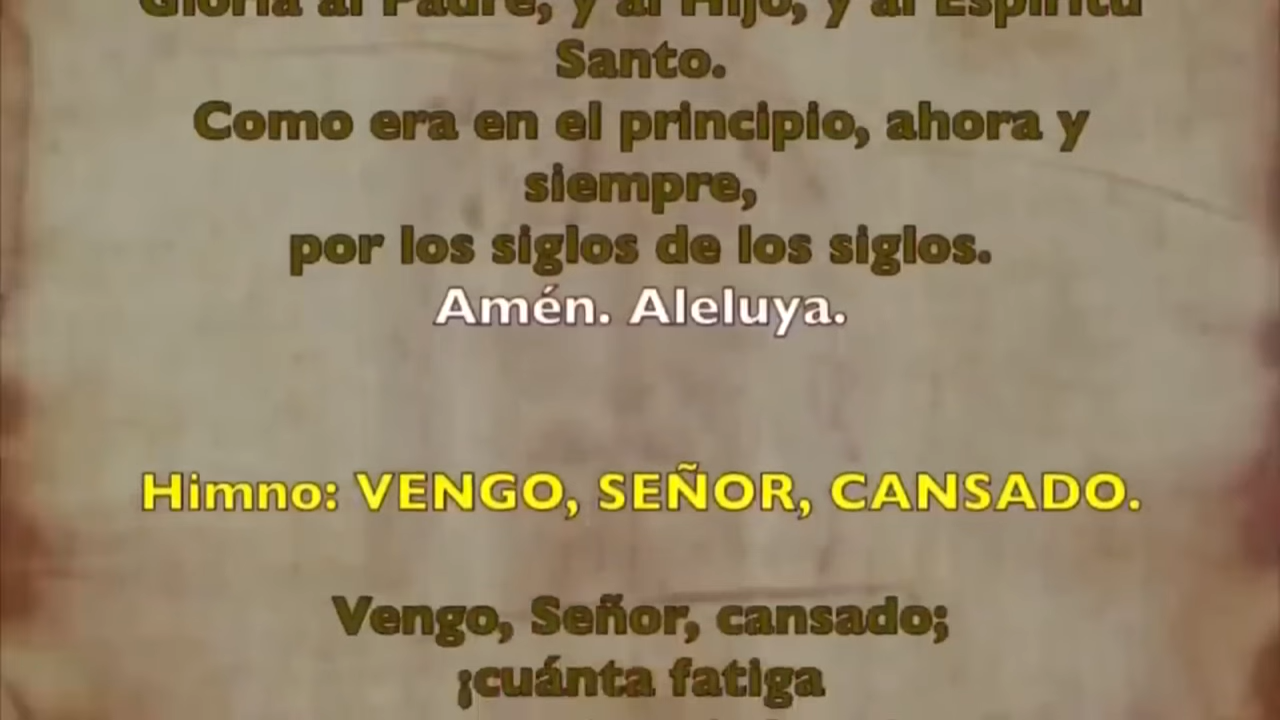 Gloria al Padre, y al Hijo, y al Espíritu
Santo.
Como era en el principio, ahora y
siempre,
por los siglos de los siglos.
Amén. Aleluya.
Himno: VENGO, SEÑOR, CANSADO.
Vengo, Señor, cansado;
¡cuánta fatiga